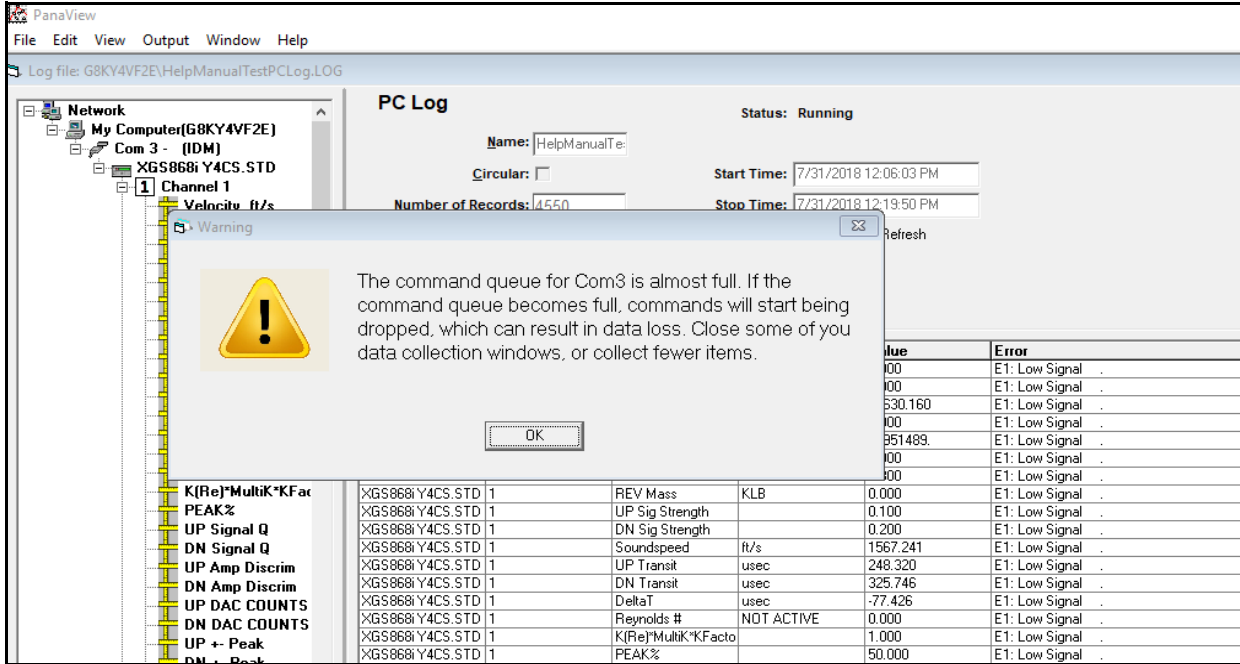 PanaView
File Edit View Output Window Help
Log file: G8KY4VF2E\HelpManualTestPCLog.LOG
Network
My Computer(G8KY4VF2E)
Com 3 - (IDM)
XGS868i Y4CS.STD
1 Channel 1
Velocity ft/s
K(Re)*MultiK*KFac
PEAK%
UP Signal Q
DN Signal Q
UP Amp Discrim
DN Amp Discrim
UP DAC COUNTS
DN DAC COUNTS
UP +- Peak
DN +- Peak
PC Log
Status: Running
Name: HelpManualTe
Circular:
Start Time: 7/31/2018 12:06:03 PM
Number of Records: 4550
Stop Time: 7/31/2018 12:19:50 PM
Refresh
Warning
The command queue for Com3 is almost full. If the
command queue becomes full, commands will start being
dropped, which can result in data loss. Close some of you
data collection windows, or collect fewer items.
OK
Error
E1: Low Signal .
E1: Low Signal .
630.160 E1: Low Signal .
E1: Low Signal .
951489. E1: Low Signal .
E1: Low Signal .
E1: Low Signal .
XGS868i Y4CS.STD 1 REV Mass KLB 0.000 E1: Low Signal .
XGS868i Y4CS.STD 1 UP Sig Strength 0.100 E1: Low Signal .
XGS868i Y4CS.STD 1 DN Sig Strength 0.200 E1: Low Signal .
XGS868i Y4CS.STD 1 Soundspeed ft/s 1567.241 E1: Low Signal .
XGS868i Y4CS.STD 1 UP Transit usec 248.320 E1: Low Signal .
XGS868i Y4CS.STD 1 DN Transit usec 325.746 E1: Low Signal .
XGS868i Y4CS.STD 1 DeltaT usec -77.426 E1: Low Signal .
XGS868i Y4CS.STD 1 Reynolds # NOT ACTIVE 0.000 E1: Low Signal .
XGS868i Y4CS.STD 1 K(Re)*MultiK*KFacto 1.000 E1: Low Signal .
XGS868i Y4CS.STD 1 PEAK% 50.000 E1: Low Signal .